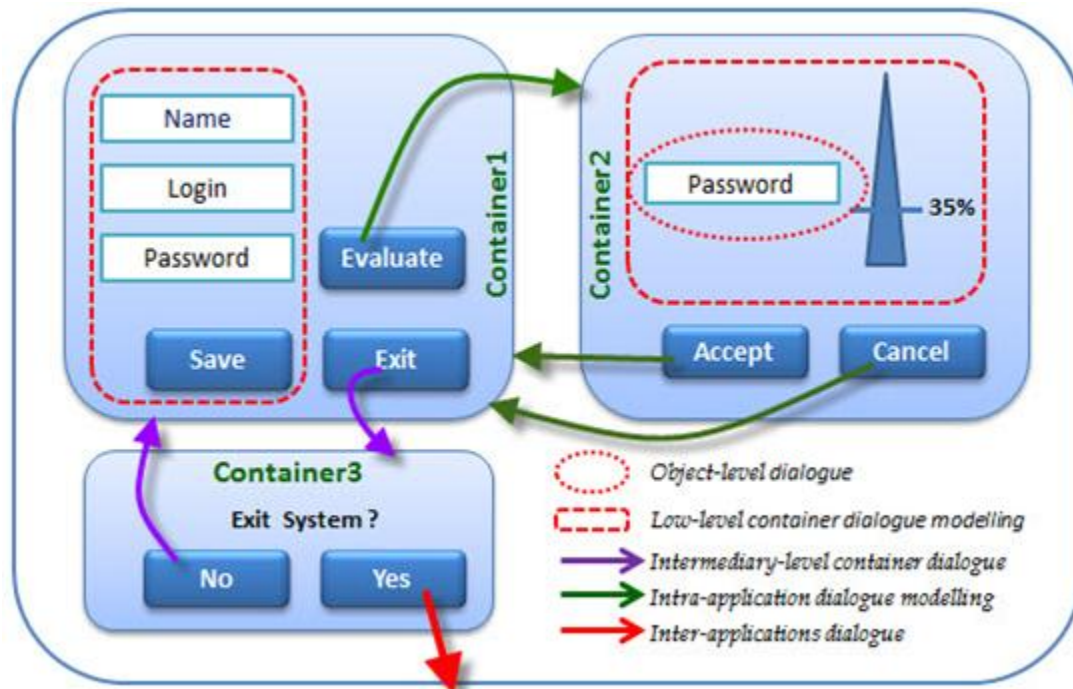 Name
Login
Password
Evaluate
Save
Exit
Container1
Container2
Password
35%
Accept
Cancel
Container3
Exit System ?
No
Yes
Object-level dialogue
Low-level container dialogue modelling
Intermediary-level container dialogue
Intra-application dialogue modelling
Inter-applications dialogue